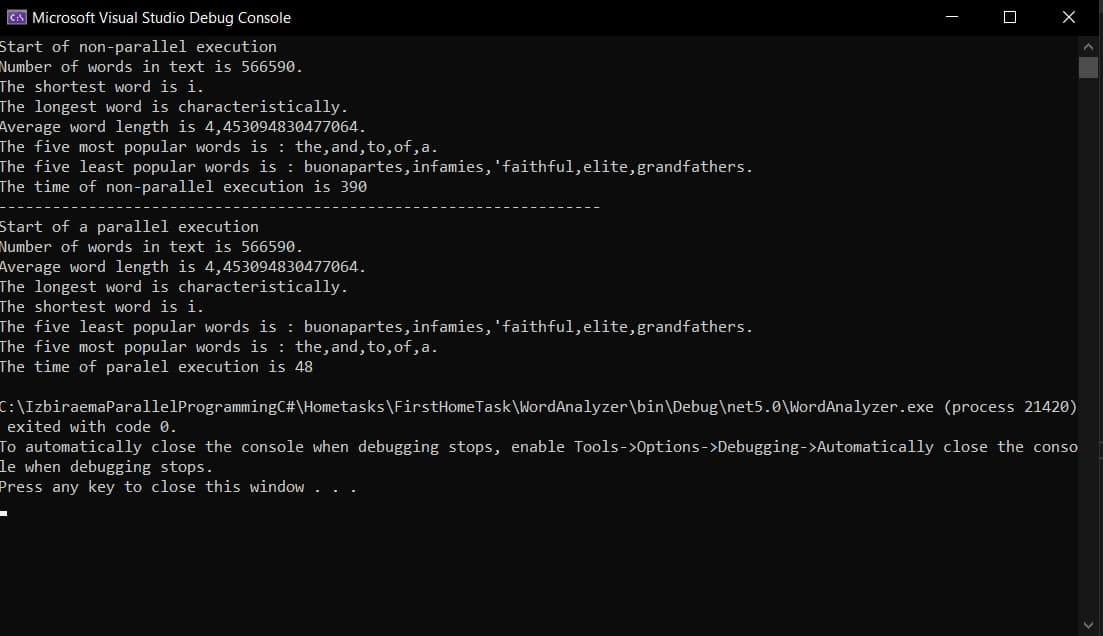 Microsoft Visual Studio Debug Console
Start of non-parallel execution
Number of words in text is 566590.
The shortest word is i.
The longest word is characteristically.
Average word length is 4,453094830477064.
The five most popular words is : the,and,to,of,a.
The five least popular words is : buonapartes,infamies,'faithful,elite,grandfathers.
The time of non-parallel execution is 390
-------------------------------------------------------------------
Start of a parallel execution
Number of words in text is 566590.
Average word length is 4,453094830477064.
The longest word is characteristically.
The shortest word is i.
The five least popular words is : buonapartes,infamies,'faithful,elite,grandfathers.
The five most popular words is : the,and,to,of,a.
The time of paralel execution is 48
C:\IzbiraemaParallelProgrammingC#\Hometasks\FirstHomeTask\WordAnalyzer\bin\Debug\net5.0\WordAnalyzer.exe (process 21420)
exited with code 0.
To automatically close the console when debugging stops, enable Tools->Options->Debugging->Automatically close the conso
le when debugging stops.
Press any key to close this window . . .